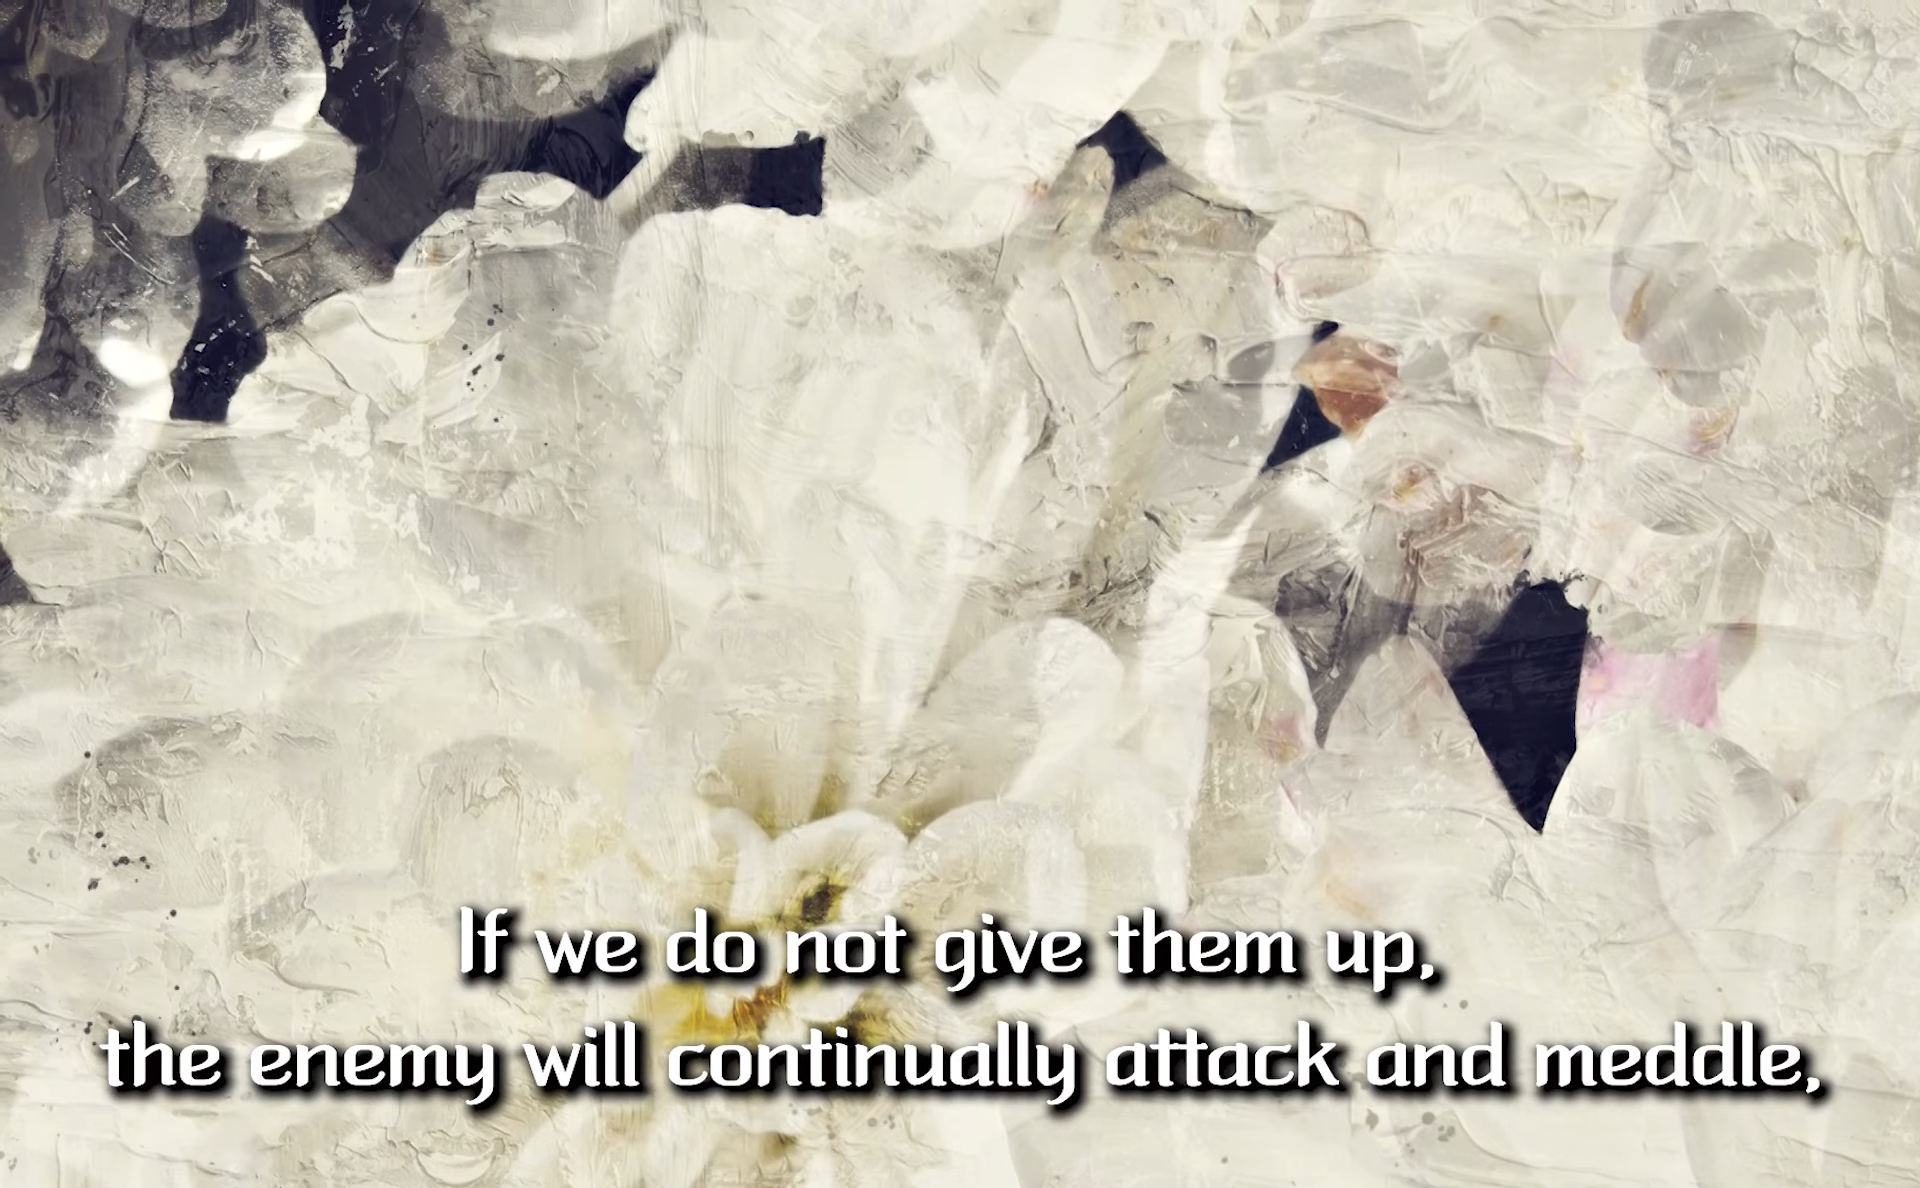 If we do not give them up,
the enemy will continually attack and meddle,